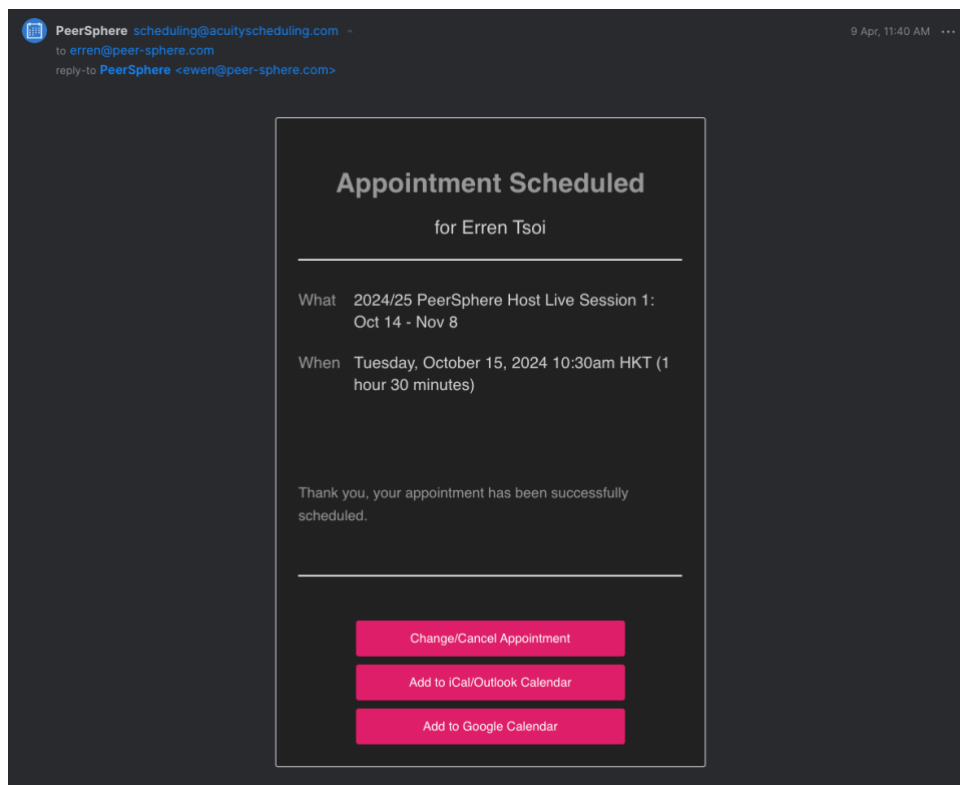 PeerSphere scheduling@acuityscheduling.com
9 Apr, 11:40 AM
to erren@peer-sphere.com
reply-to PeerSphere <ewen@peer-sphere.com>
Appointment Scheduled
for Erren Tsoi
What 2024/25 PeerSphere Host Live Session 1:
Oct 14 - Nov 8
When Tuesday, October 15, 2024 10:30am HKT (1
hour 30 minutes)
Thank you, your appointment has been successfully
scheduled.
Change/Cancel Appointment
Add to iCal/Outlook Calendar
Add to Google Calendar